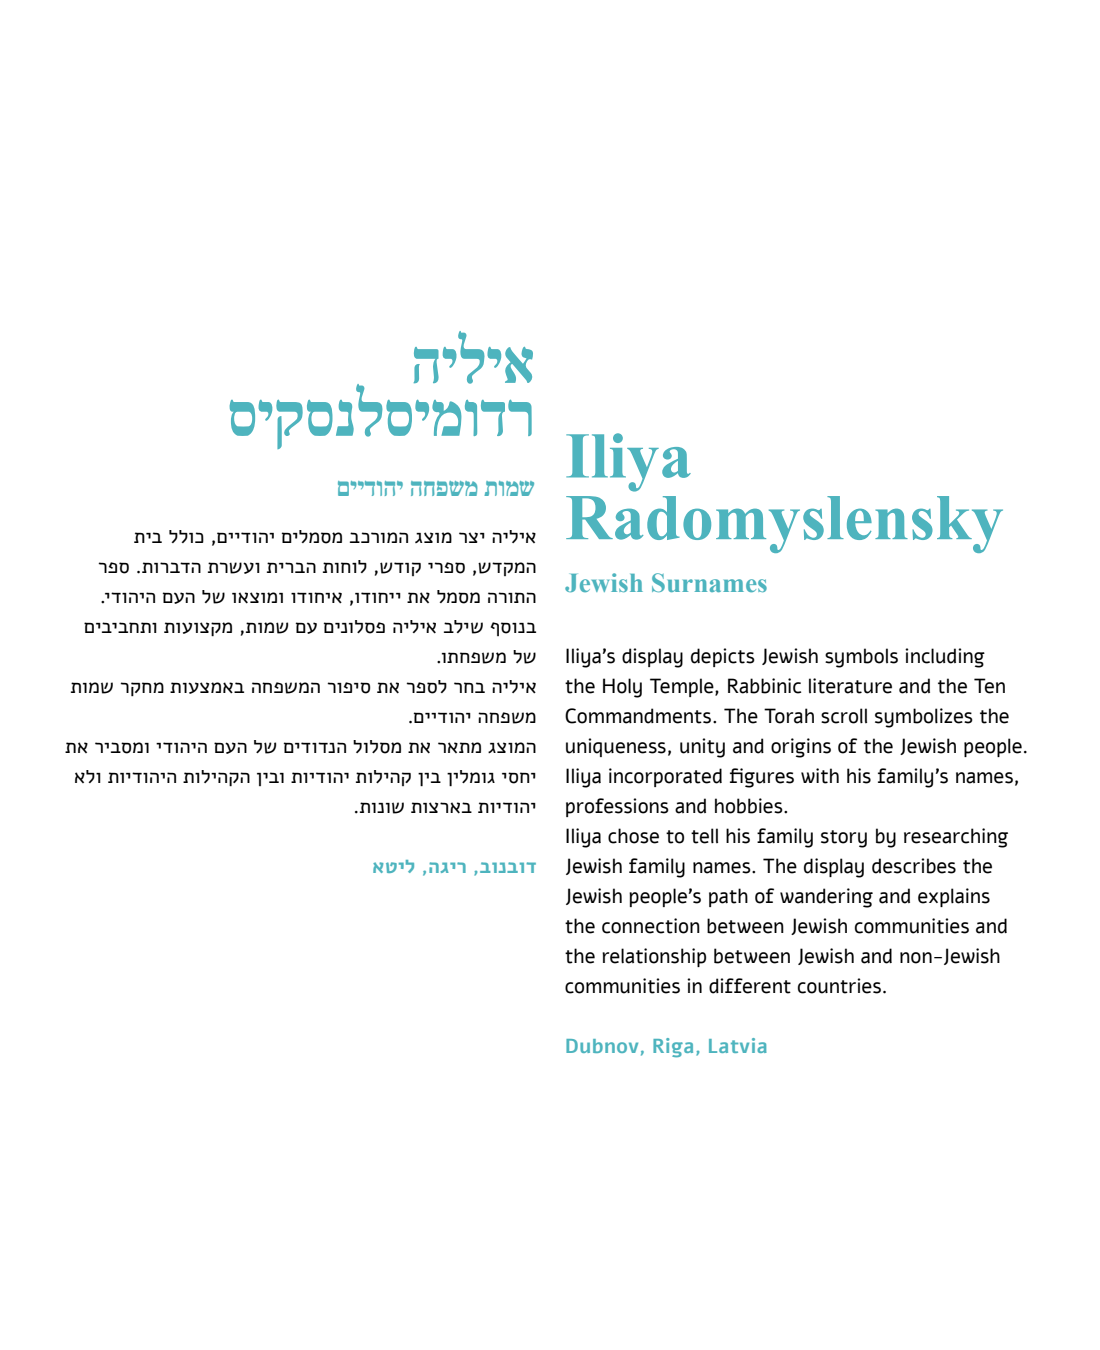 איליה
רדומיסלנסקיס
שמות משפחה יהודיים
איליה יצר מוצג המורכב מסמלים יהודיים, כולל בית
המקדש, ספרי קודש, לוחות הברית ועשרת הדברות. ספר
התורה מסמל את ייחודו, איחודו ומוצאו של העם היהודי.
בנוסף שילב איליה פסלונים עם שמות, מקצועות ותחביבים
של משפחתו.
איליה בחר לספר את סיפור המשפחה באמצעות מחקר שמות
משפחה יהודיים.
המוצג מתאר את מסלול הנדודים של העם היהודי ומסביר את
יחסי גומלין בין קהילות יהודיות ובין הקהילות היהודיות ולא
יהודיות בארצות שונות.
דובנוב, ריגה, ליטא
Iliya
Radomyslensky
Jewish Surnames
Iliya's display depicts Jewish symbols including
the Holy Temple, Rabbinic literature and the Ten
Commandments. The Torah scroll symbolizes the
uniqueness, unity and origins of the Jewish people.
Iliya incorporated figures with his family's names,
professions and hobbies.
Iliya chose to tell his family story by researching
Jewish family names. The display describes the
Jewish people's path of wandering and explains
the connection between Jewish communities and
the relationship between Jewish and non-Jewish
communities in different countries.
Dubnov, Riga, Latvia